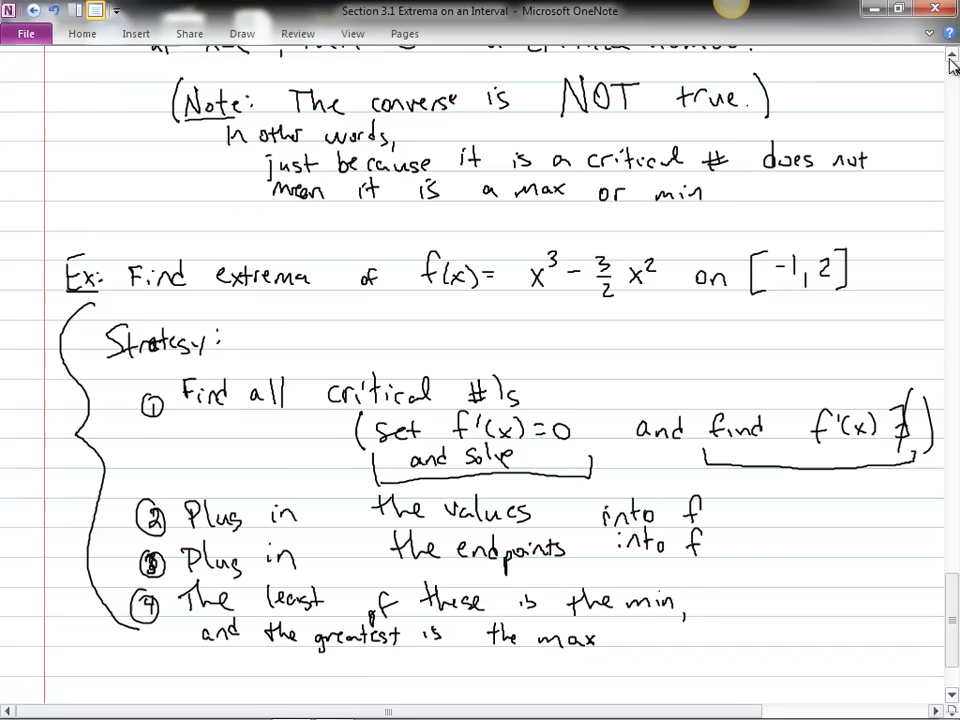 Section 3.1 Extrema on an Interval - Microsoft OneNote
File Home Insert Share Draw Review View Pages
a critical number.
(Note: The converse is NOT true.)
In other words,
just because it is a critical # does not
mean it is a max or min
Ex: Find extrema of f(x) = x³ - 3/2 x² on [-1, 2]
Strategy:
① Find all critical #'s
(set f'(x) = 0 and find f'(x) ∄)
and solve
② Plug in the values into f
③ Plug in the endpoints into f
④ The least of these is the min,
and the greatest is the max